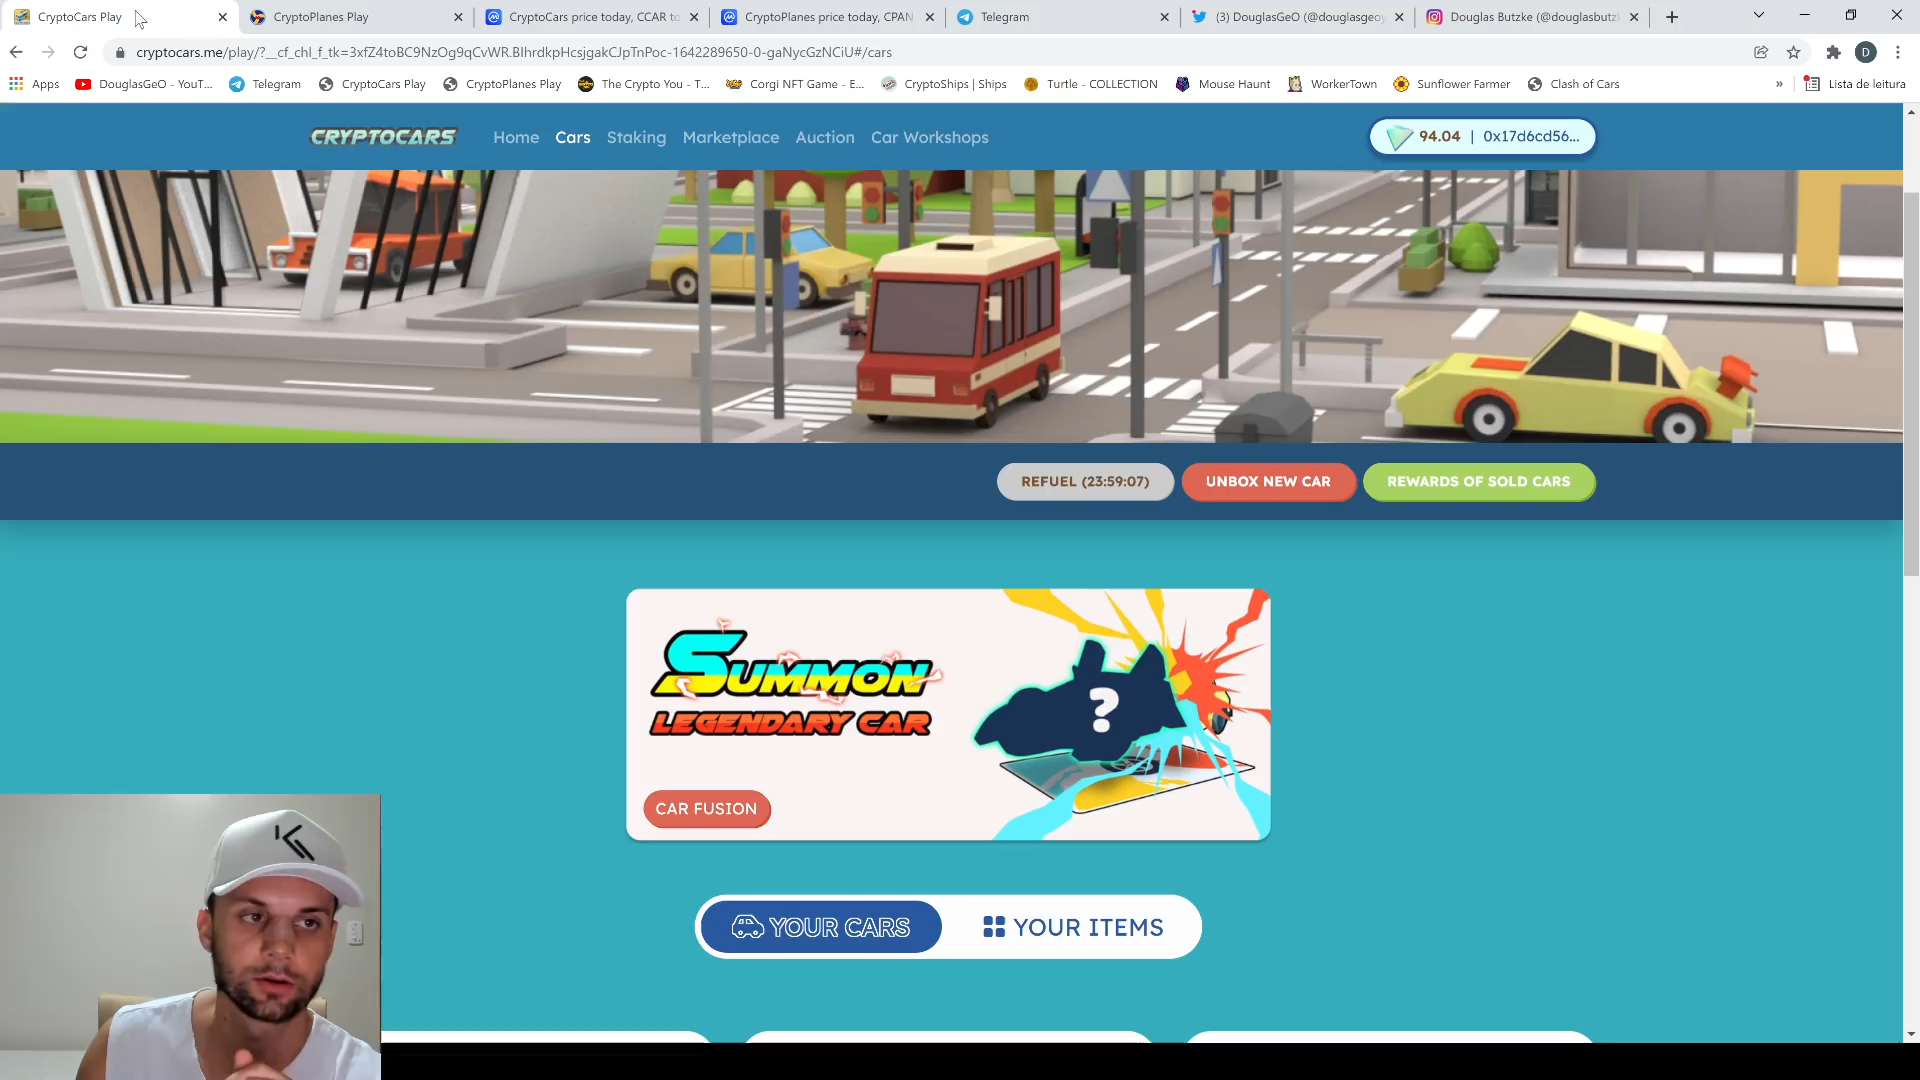 CryptoCars Play
CryptoPlanes Play
CryptoCars price today, CCAR to
CryptoPlanes price today, CPAN
Telegram
(3) DouglasGeO (@douglasgeoy
Douglas Butzke (@douglasbutz
cryptocars.me/play/?__cf_chl_f_tk=3xfZ4toBC9NzOg9qCvWR.BIhrdkpHcsjgakCJpTnPoc-1642289650-0-gaNycGzNCiU#/cars
D
Apps
DouglasGeO - YouT...
Telegram
CryptoCars Play
CryptoPlanes Play
The Crypto You - T...
Corgi NFT Game - E...
CryptoShips | Ships
Turtle - COLLECTION
Mouse Haunt
WorkerTown
Sunflower Farmer
Clash of Cars
»
Lista de leitura
CRYPTOCARS
Home
Cars
Staking
Marketplace
Auction
Car Workshops
94.04 | 0x17d6cd56...
REFUEL (23:59:07)
UNBOX NEW CAR
REWARDS OF SOLD CARS
SUMMON
LEGENDARY CAR
?
CAR FUSION
YOUR CARS
YOUR ITEMS